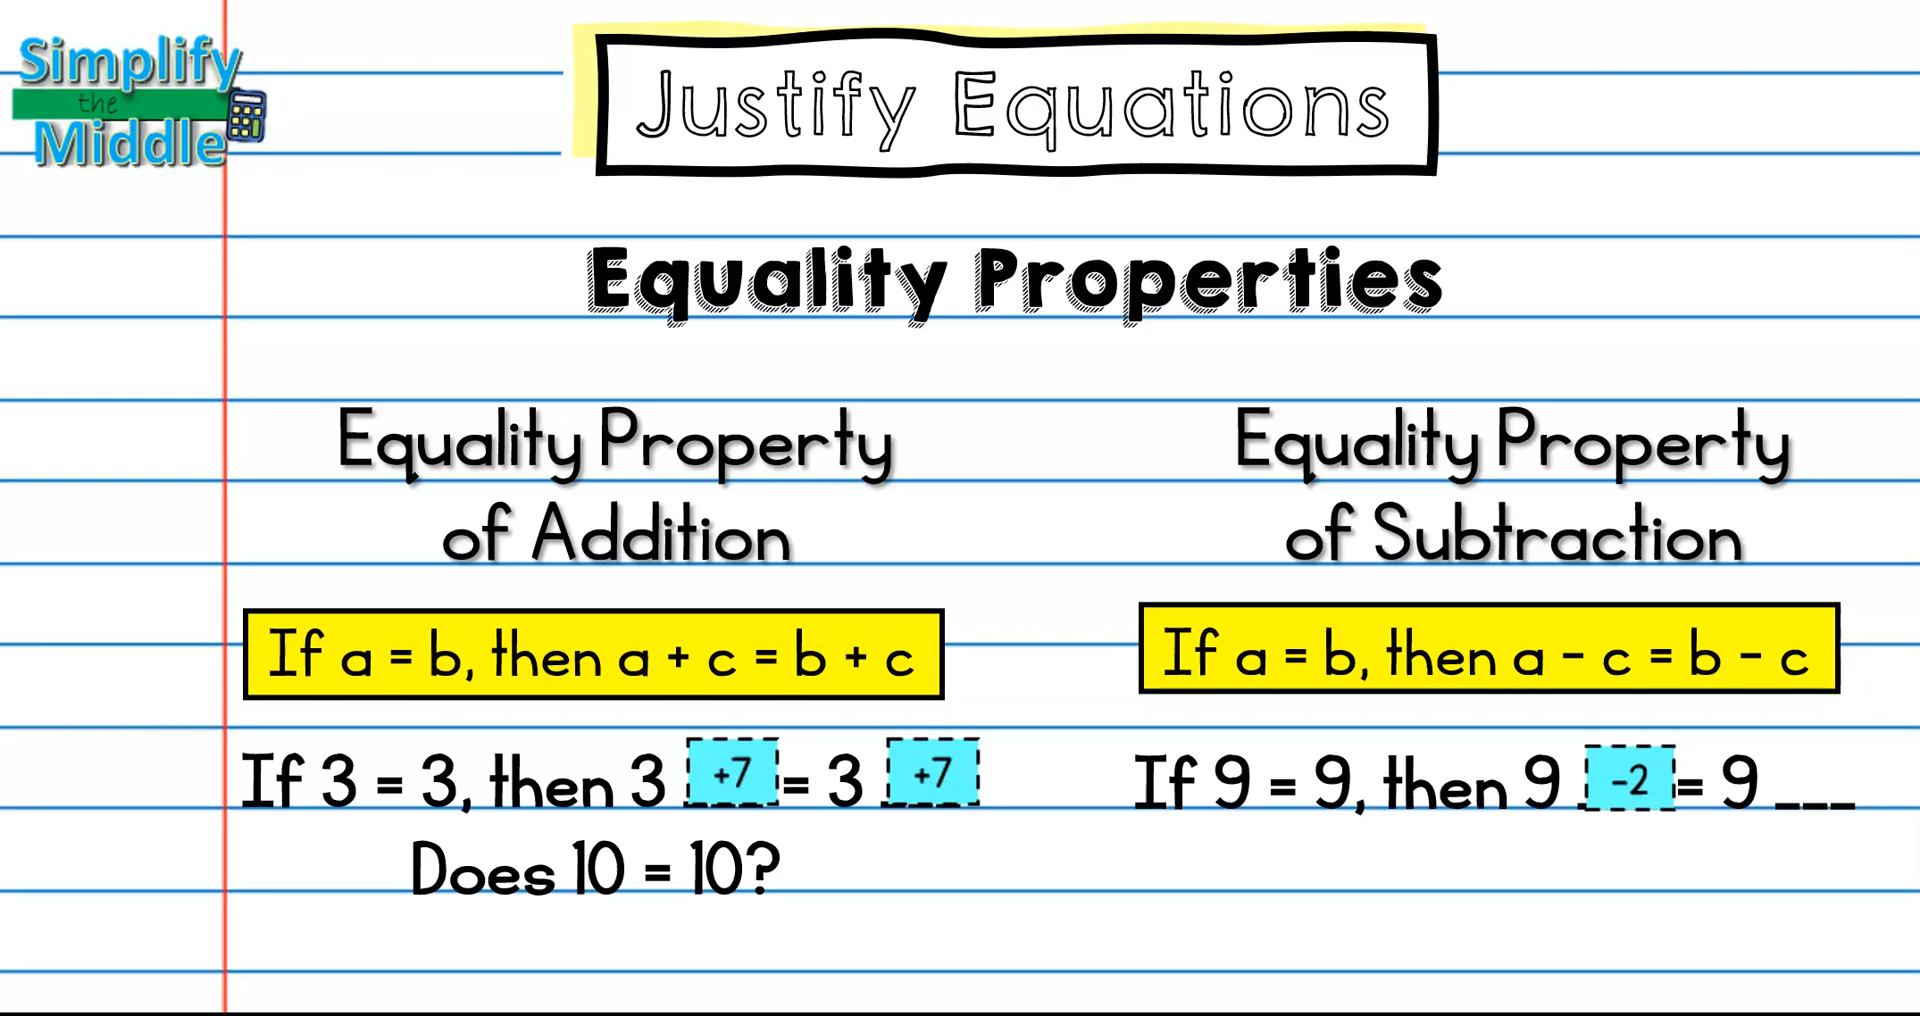 Simplify
the
Middle
Justify Equations
Equality Properties
Equality Property
of Addition
If a = b, then a + c = b + c
If 3 = 3, then 3 +7 = 3 +7
Does 10 = 10?
Equality Property
of Subtraction
If a = b, then a - c = b - c
If 9 = 9, then 9 -2 = 9 ___